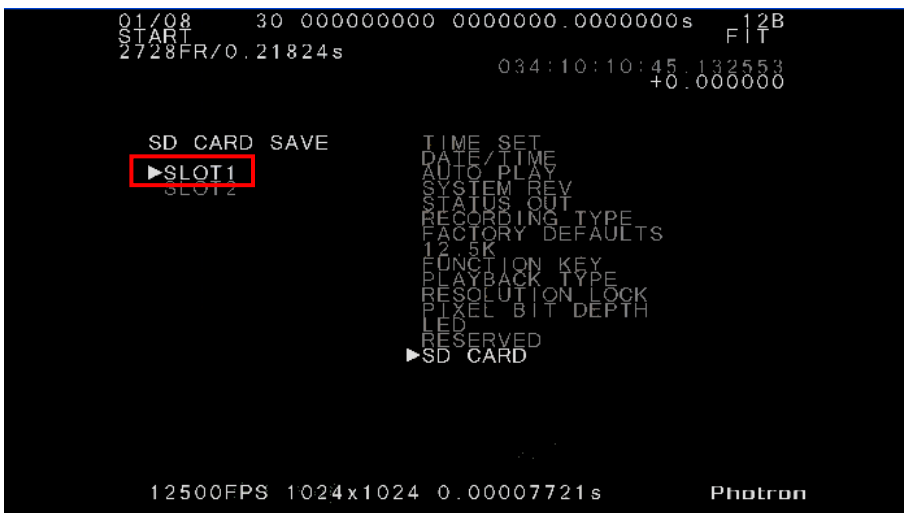 01/08 30 000000000 0000000.0000000s 12B
START FIT
2728FR/0.21824s
034:10:10:45.132553
+0.000000
SD CARD SAVE
▶SLOT1
SLOT2
TIME SET
DATE/TIME
AUTO PLAY
SYSTEM REV
STATUS OUT
RECORDING TYPE
FACTORY DEFAULTS
12.5K
FUNCTION KEY
PLAYBACK TYPE
RESOLUTION LOCK
PIXEL BIT DEPTH
LED
RESERVED
▶SD CARD
12500FPS 1024x1024 0.00007721s Photron